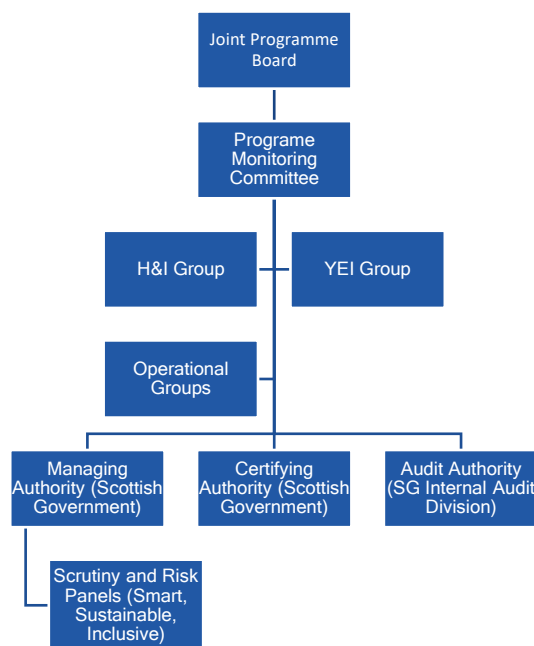 Joint Programme
Board
Programe
Monitoring
Committee
H&I Group
YEI Group
Operational
Groups
Managing
Authority (Scottish
Government)
Certifying
Authority (Scottish
Government)
Audit Authority
(SG Internal Audit
Division)
Scrutiny and Risk
Panels (Smart,
Sustainable,
Inclusive)